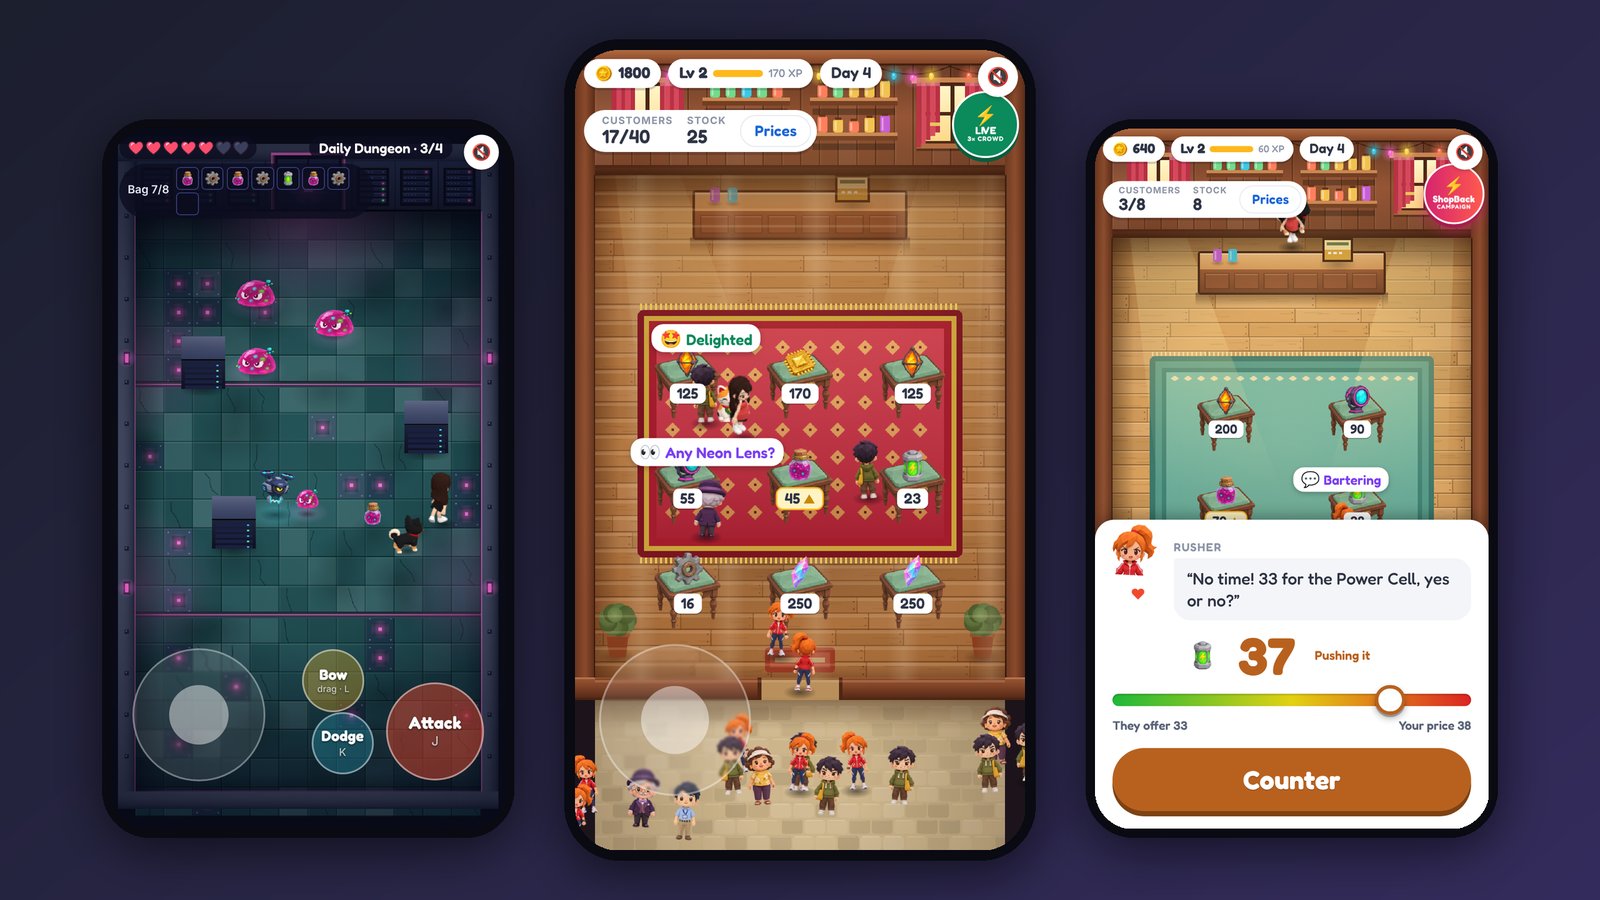 Daily Dungeon · 3/4
Bag 7/8
Bow
drag · L
Dodge
K
Attack
J
1800
Lv 2
170 XP
Day 4
CUSTOMERS
17/40
STOCK
25
Prices
LIVE
3x CROWD
Delighted
125
170
125
Any Neon Lens?
55
45
23
16
250
250
640
Lv 2
60 XP
Day 4
CUSTOMERS
3/8
STOCK
8
Prices
ShopBack
CAMPAIGN
200
90
Bartering
RUSHER
“No time! 33 for the Power Cell, yes
or no?”
37
Pushing it
They offer 33
Your price 38
Counter